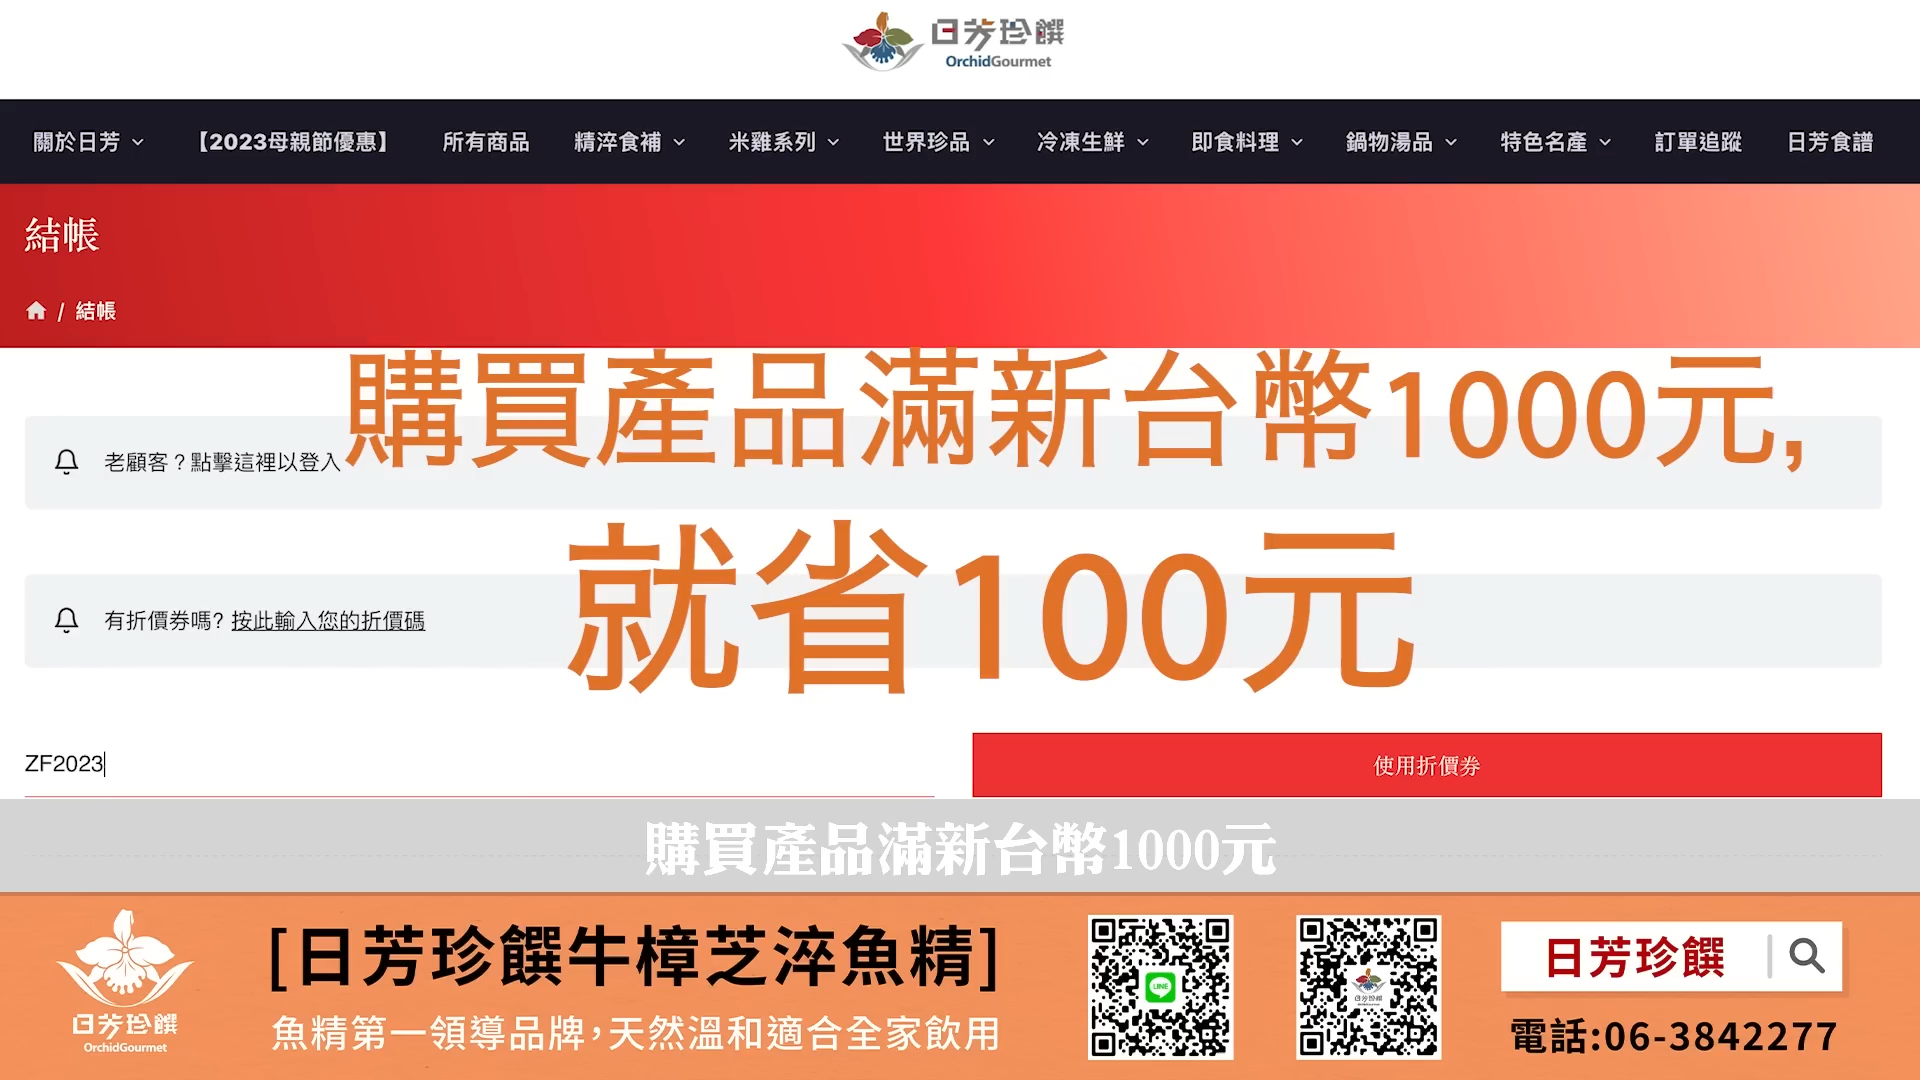 日芳珍饌
OrchidGourmet
關於日芳 【2023母親節優惠】 所有商品 精淬食補 米雞系列 世界珍品 冷凍生鮮 即食料理 鍋物湯品 特色名產 訂單追蹤 日芳食譜
結帳
/ 結帳
購買產品滿新台幣1000元,
老顧客？點擊這裡以登入
就省100元
有折價券嗎? 按此輸入您的折價碼
ZF2023
使用折價券
購買產品滿新台幣1000元
[日芳珍饌牛樟芝淬魚精]
魚精第一領導品牌,天然溫和適合全家飲用
日芳珍饌
OrchidGourmet
LINE
日芳珍饌
日芳珍饌
電話:06-3842277